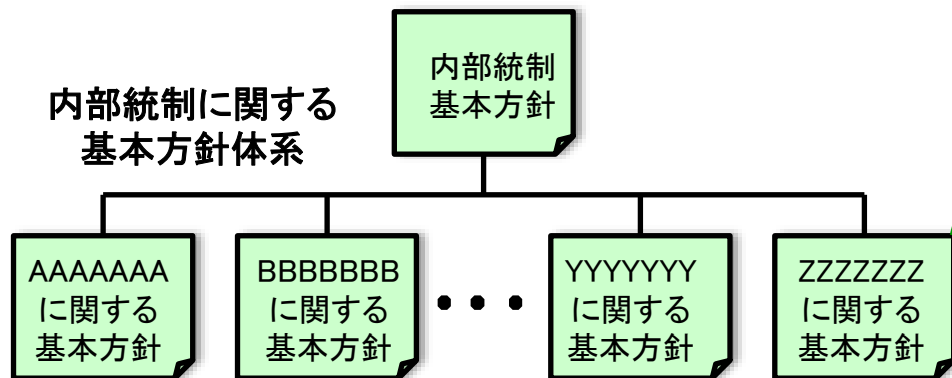 内部統制
基本方針
内部統制に関する
基本方針体系
AAAAAAA
に関する
基本方針
BBBBBBB
に関する
基本方針
・・・
YYYYYYY
に関する
基本方針
ZZZZZZZ
に関する
基本方針